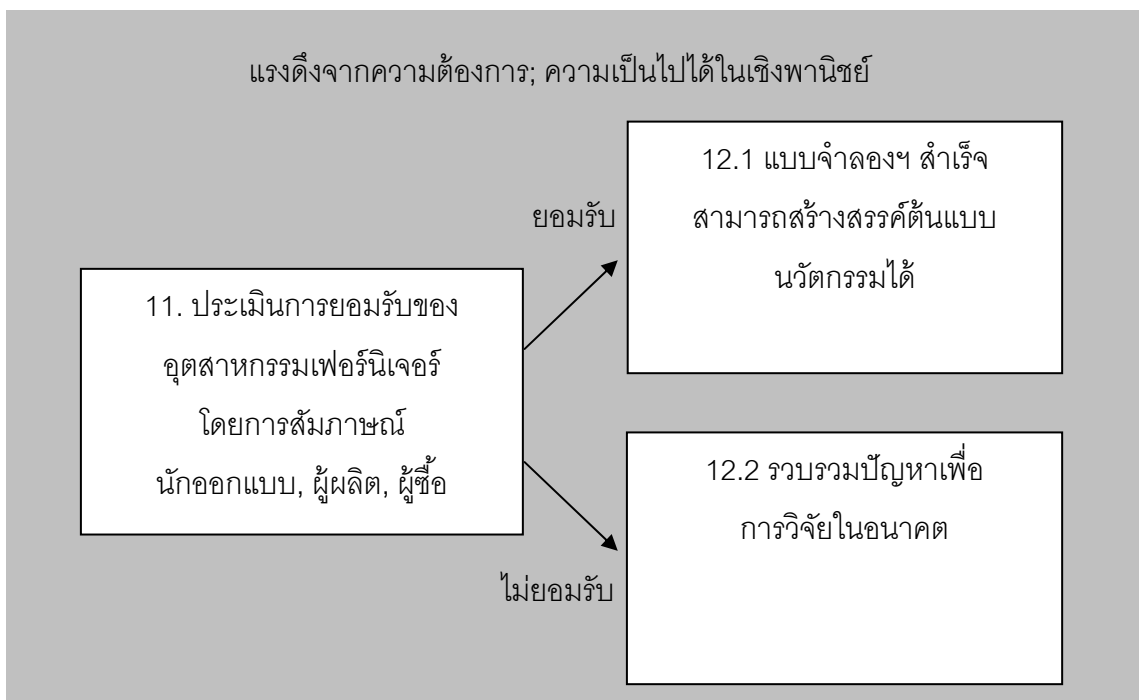 แรงดึงจากความต้องการ; ความเป็นไปได้ในเชิงพานิชย์
12.1 แบบจำลองฯ สำเร็จ
สามารถสร้างสรรค์ต้นแบบ
นวัตกรรมได้
ยอมรับ
11. ประเมินการยอมรับของ
อุตสาหกรรมเฟอร์นิเจอร์
โดยการสัมภาษณ์
นักออกแบบ, ผู้ผลิต, ผู้ซื้อ
12.2 รวบรวมปัญหาเพื่อ
การวิจัยในอนาคต
ไม่ยอมรับ